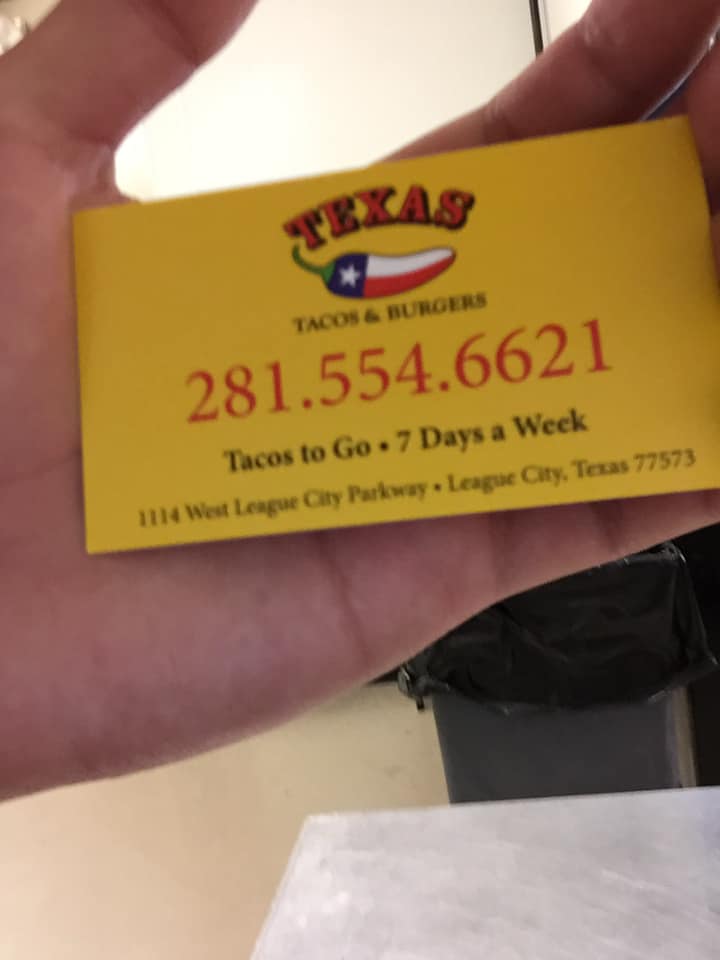 TEXAS
TACOS & BURGERS
281.554.6621
Tacos to Go • 7 Days a Week
1114 West League City Parkway • League City, Texas 77573